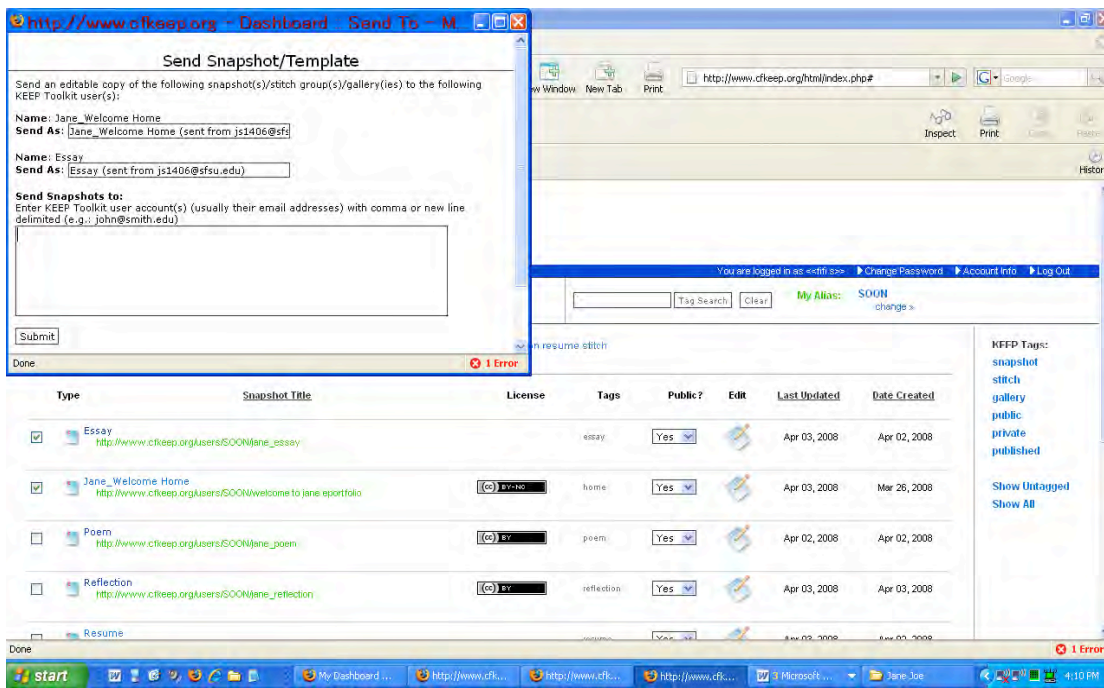 http://www.cfkeep.org - Dashboard - Send To - M
Send Snapshot/Template
Send an editable copy of the following snapshot(s)/stitch group(s)/gallery(ies) to the following
KEEP Toolkit user(s):
Name: Jane_Welcome Home
Send As: Jane_Welcome Home (sent from js1406@sfs
Name: Essay
Send As: Essay (sent from js1406@sfsu.edu)
Send Snapshots to:
Enter KEEP Toolkit user account(s) (usually their email addresses) with comma or new line
delimited (e.g.: john@smith.edu)
Submit
Done 1 Error
w Window New Tab Print http://www.cfkeep.org/html/index.php# G Google
Inspect Print
Histor
You are logged in as <<fifi s>> Change Password Account Info Log Out
Tag Search Clear My Alias: SOON
change »
on resume stitch
Type Snapshot Title License Tags Public? Edit Last Updated Date Created
Essay essay Yes Apr 03, 2008 Apr 02, 2008
http://www.cfkeep.org/users/SOON/jane_essay
Jane_Welcome Home (cc) BY-NC home Yes Apr 03, 2008 Mar 26, 2008
http://www.cfkeep.org/users/SOON/welcome to jane eportfolio
Poem (cc) BY poem Yes Apr 02, 2008 Apr 02, 2008
http://www.cfkeep.org/users/SOON/jane_poem
Reflection (cc) BY reflection Yes Apr 03, 2008 Apr 03, 2008
http://www.cfkeep.org/users/SOON/jane_reflection
Resume
KEEP Tags:
snapshot
stitch
gallery
public
private
published
Show Untagged
Show All
Done 1 Error
start My Dashboard ... http://www.cfk... http://www.cfk... http://www.cfk... 3 Microsoft ... Jane Joe 4:10 PM